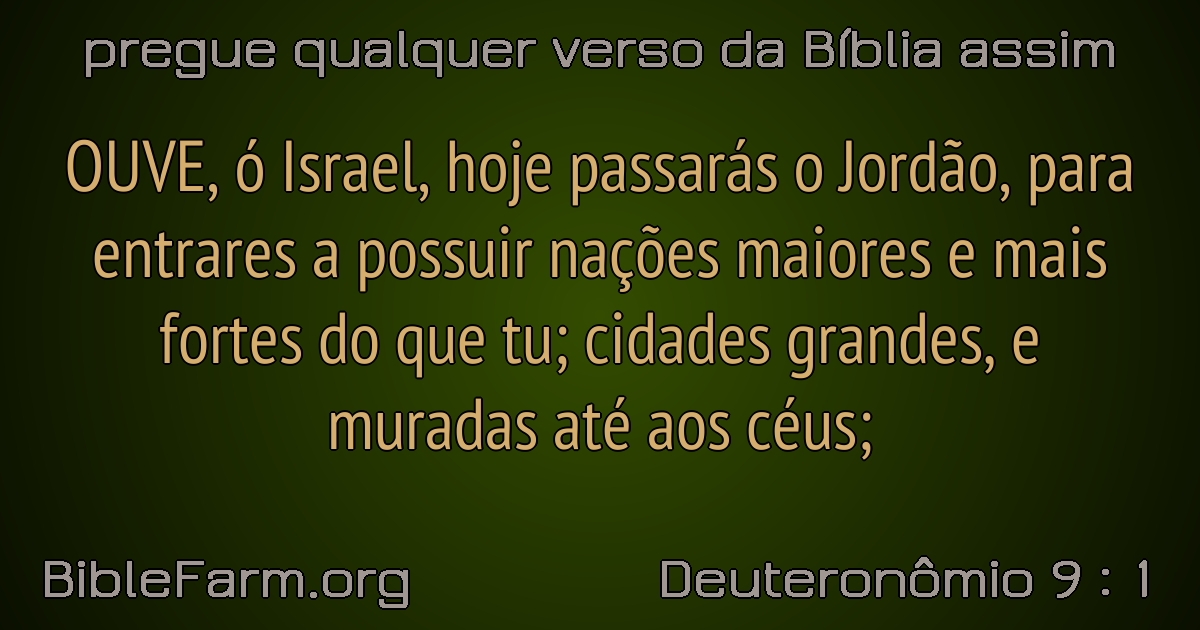 pregue qualquer verso da Bíblia assim
OUVE, ó Israel, hoje passarás o Jordão, para
entrares a possuir nações maiores e mais
fortes do que tu; cidades grandes, e
muradas até aos céus;
BibleFarm.org
Deuteronômio 9 : 1